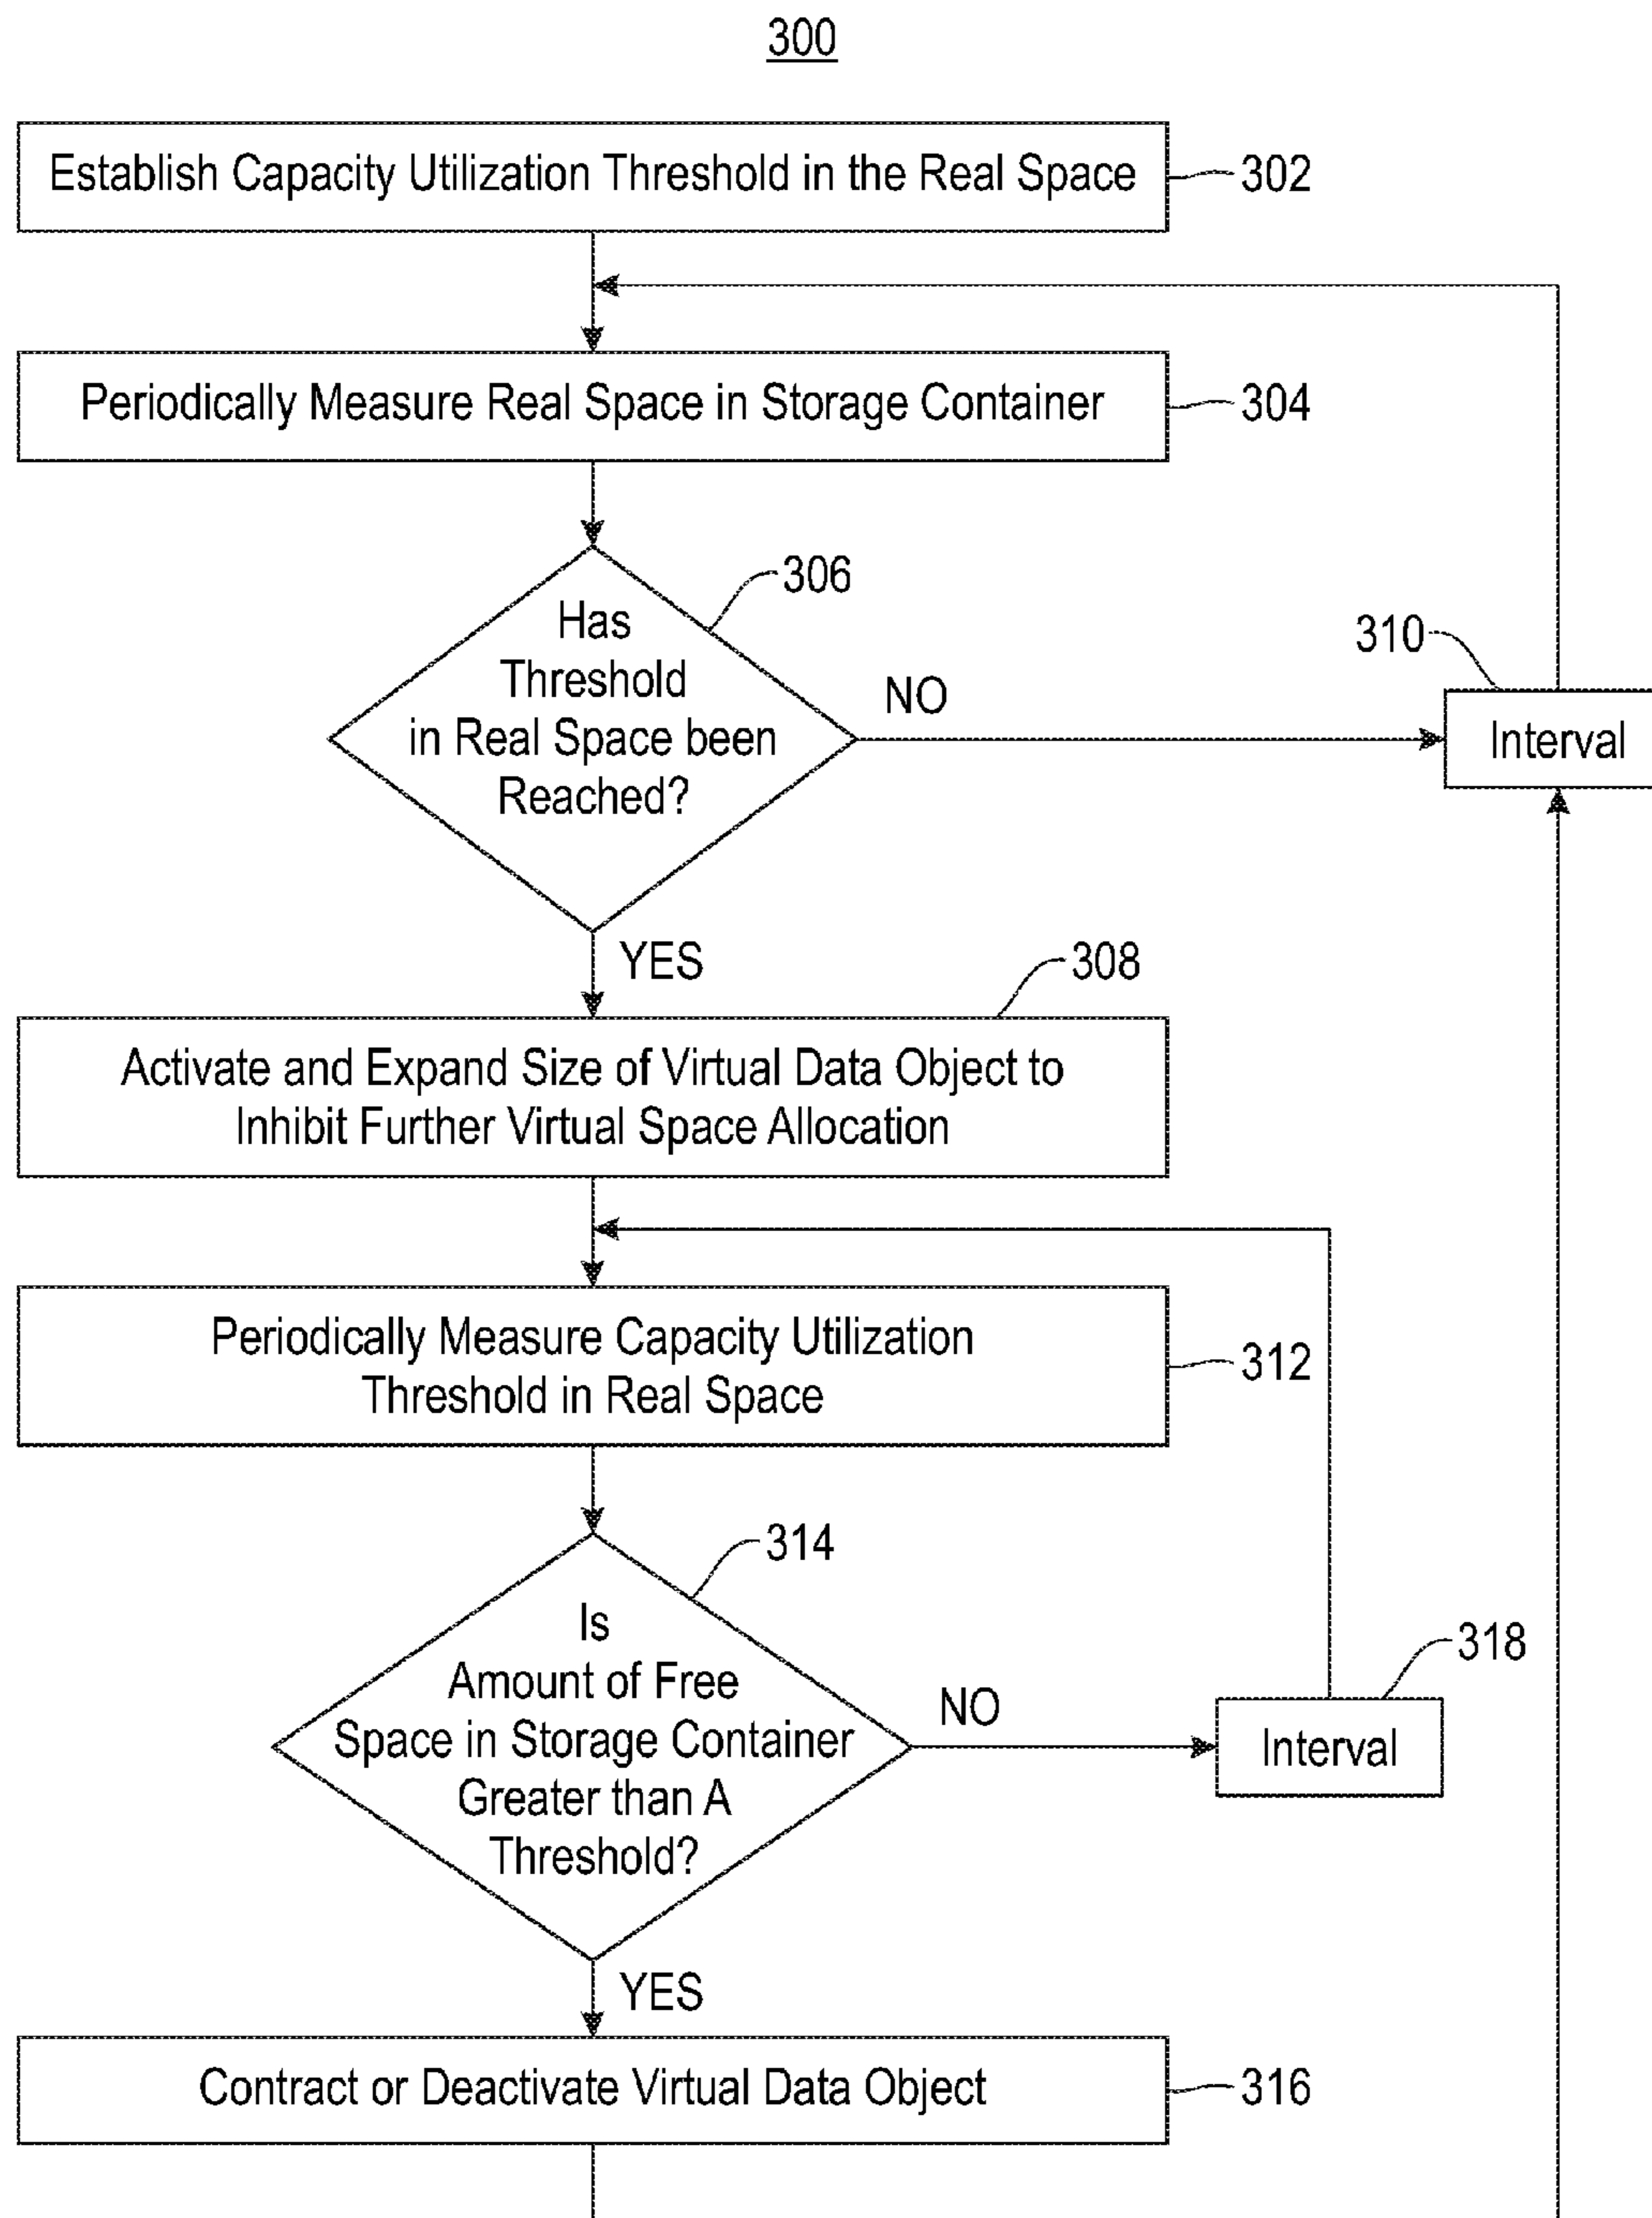 300
Establish Capacity Utilization Threshold in the Real Space
302
Periodically Measure Real Space in Storage Container
304
306
Has
Threshold
in Real Space been
Reached?
NO
310
Interval
YES
308
Activate and Expand Size of Virtual Data Object to
Inhibit Further Virtual Space Allocation
Periodically Measure Capacity Utilization
Threshold in Real Space
312
314
Is
Amount of Free
Space in Storage Container
Greater than A
Threshold?
NO
318
Interval
YES
Contract or Deactivate Virtual Data Object
316